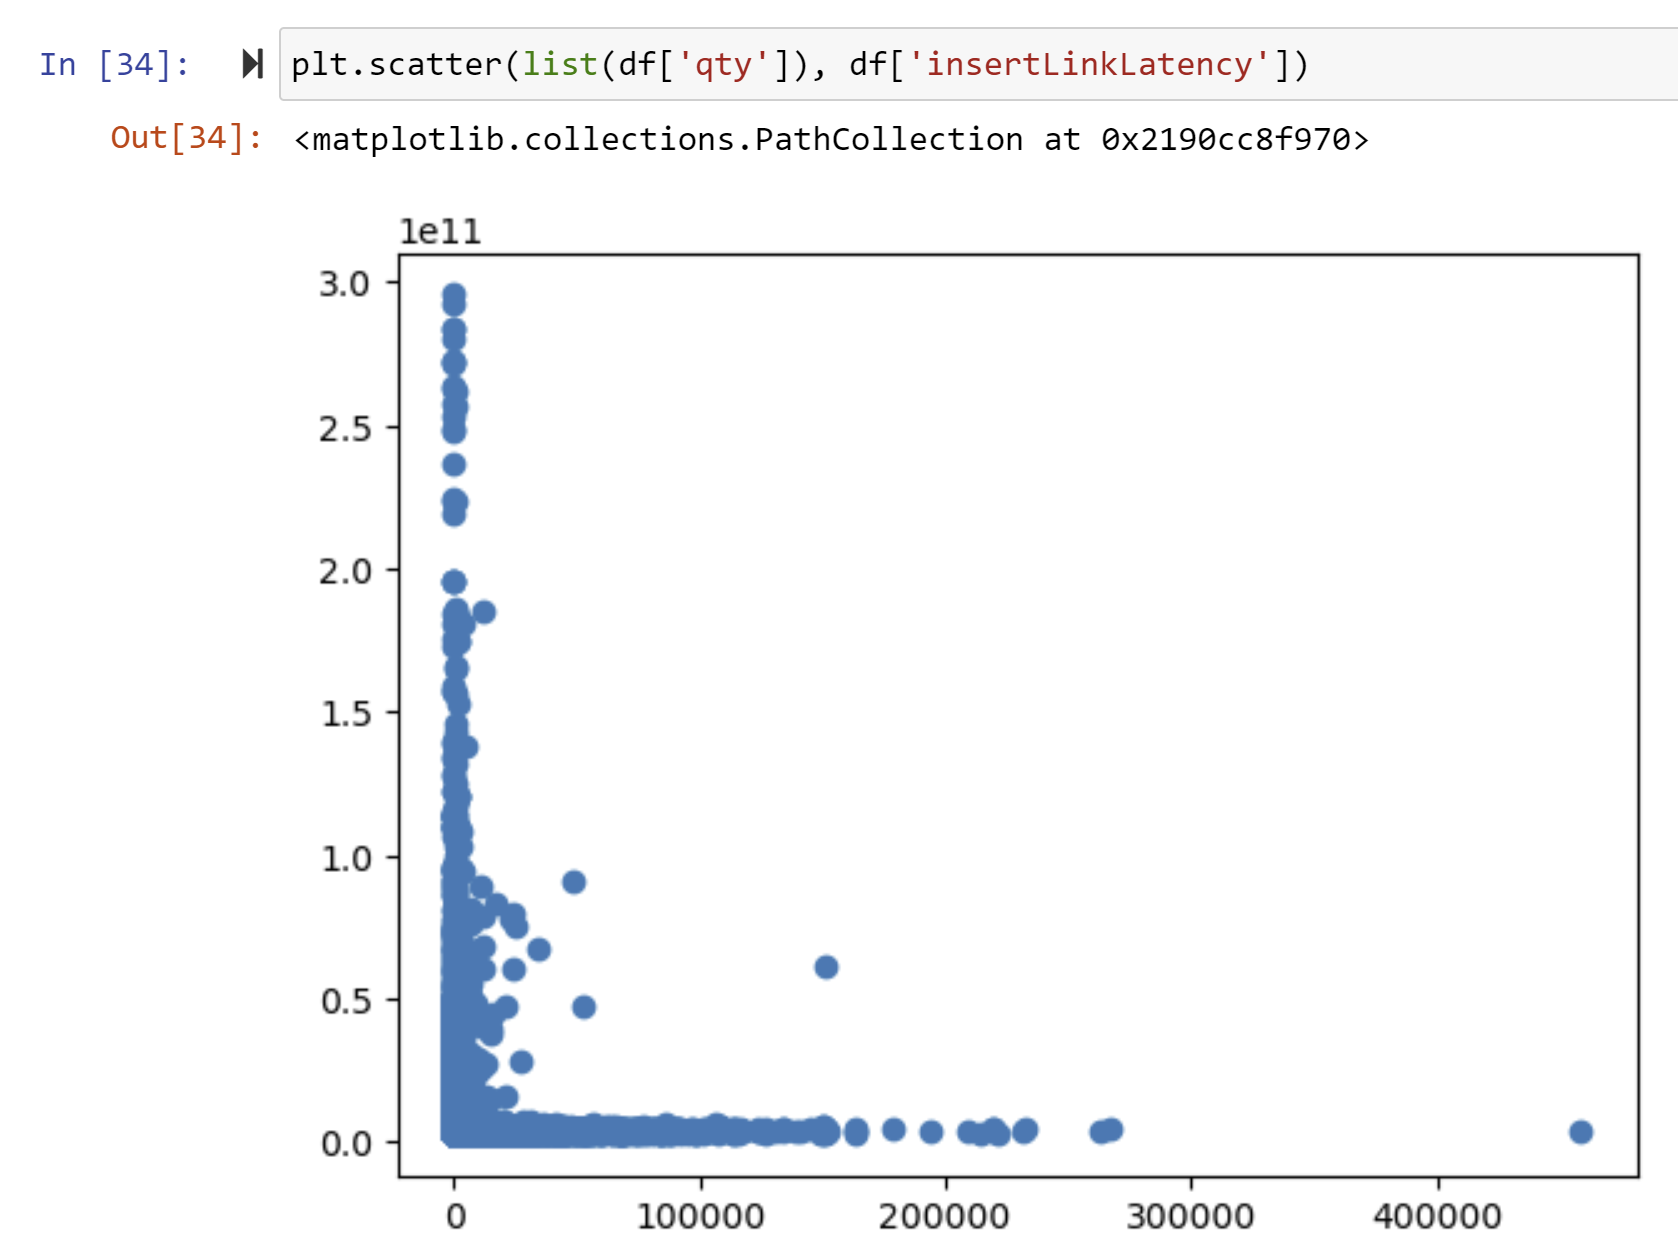 In [34]: plt.scatter(list(df['qty']), df['insertLinkLatency'])
Out[34]: <matplotlib.collections.PathCollection at 0x2190cc8f970>
1e11
3.0
2.5
2.0
1.5
1.0
0.5
0.0
0 100000 200000 300000 400000